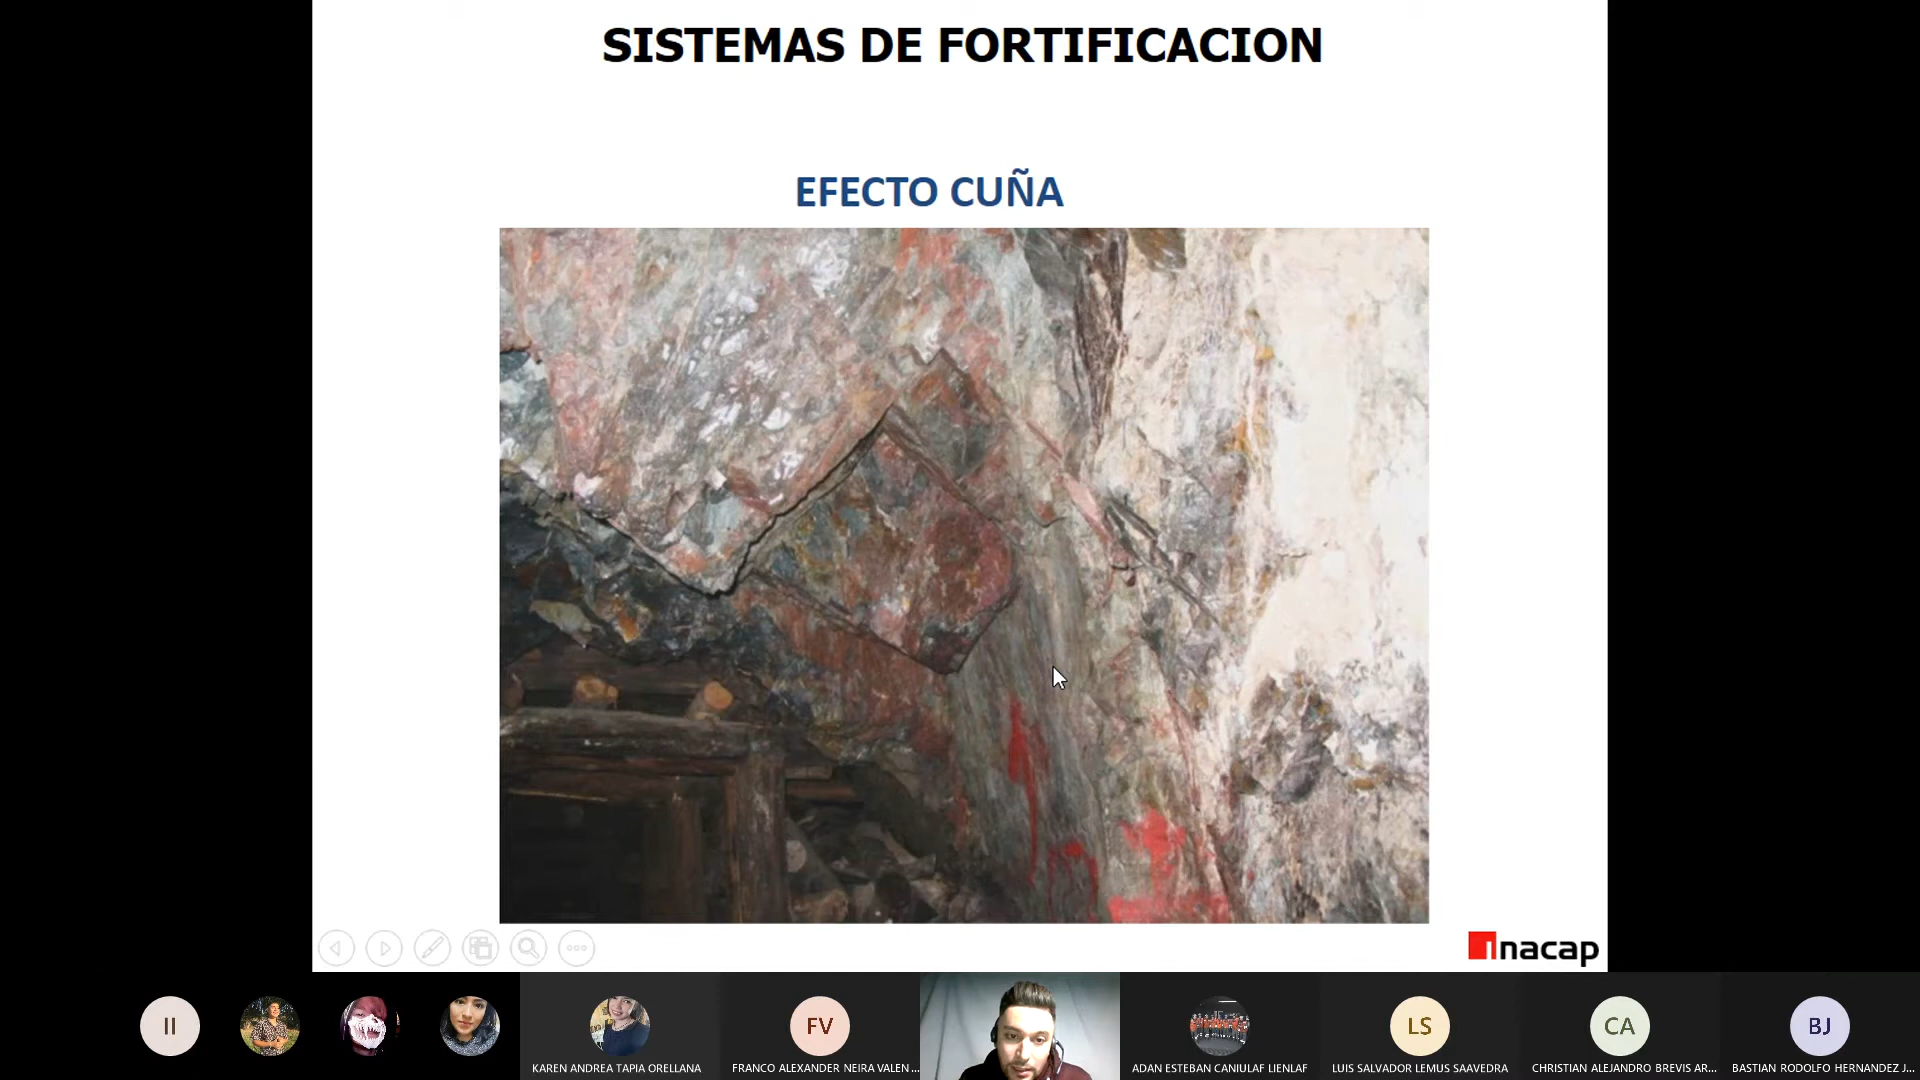 SISTEMAS DE FORTIFICACION
EFECTO CUÑA
inacap
II
FV
LS
CA
BJ
KAREN ANDREA TAPIA ORELLANA
FRANCO ALEXANDER NEIRA VALEN...
ADAN ESTEBAN CANIULAF LIENLAF
LUIS SALVADOR LEMUS SAAVEDRA
CHRISTIAN ALEJANDRO BREVIS AR...
BASTIAN RODOLFO HERNANDEZ J...